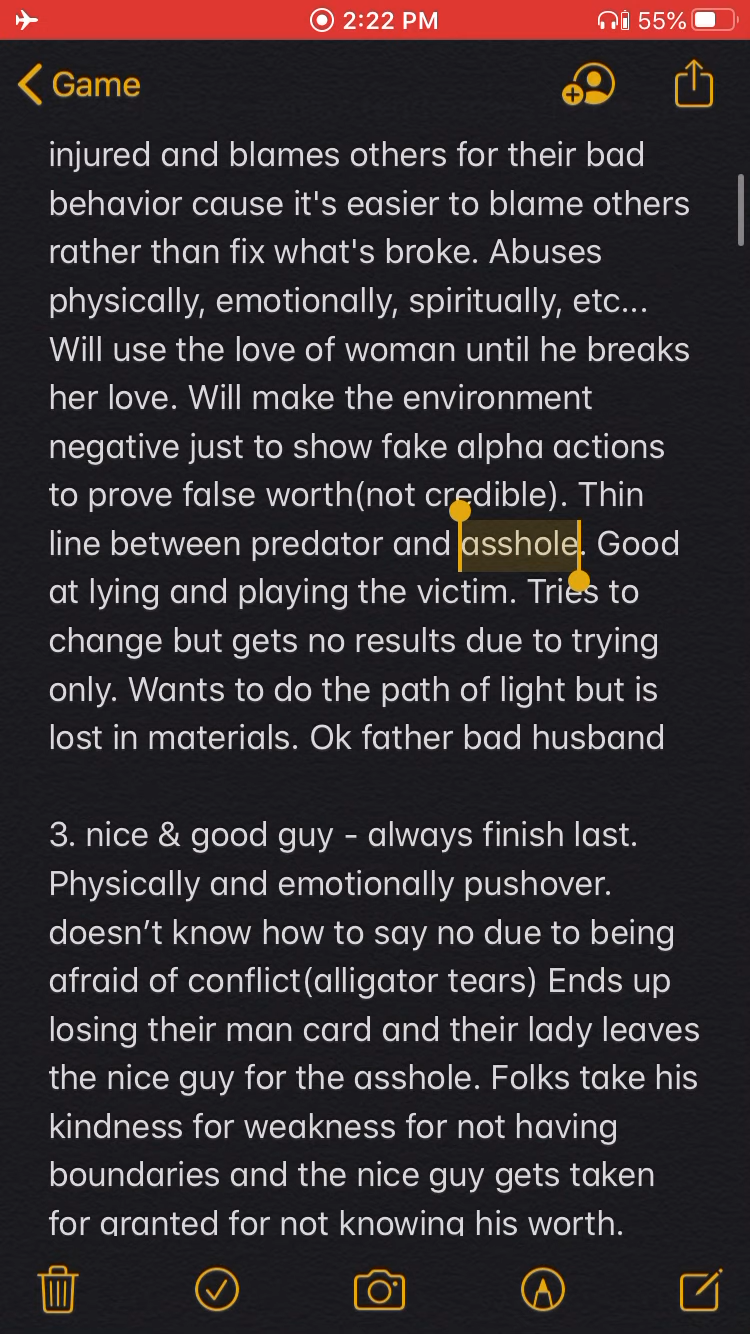 2:22 PM
55%
Game
injured and blames others for their bad
behavior cause it's easier to blame others
rather than fix what's broke. Abuses
physically, emotionally, spiritually, etc...
Will use the love of woman until he breaks
her love. Will make the environment
negative just to show fake alpha actions
to prove false worth(not credible). Thin
line between predator and asshole. Good
at lying and playing the victim. Tries to
change but gets no results due to trying
only. Wants to do the path of light but is
lost in materials. Ok father bad husband
3. nice & good guy - always finish last.
Physically and emotionally pushover.
doesn’t know how to say no due to being
afraid of conflict(alligator tears) Ends up
losing their man card and their lady leaves
the nice guy for the asshole. Folks take his
kindness for weakness for not having
boundaries and the nice guy gets taken
for granted for not knowing his worth.